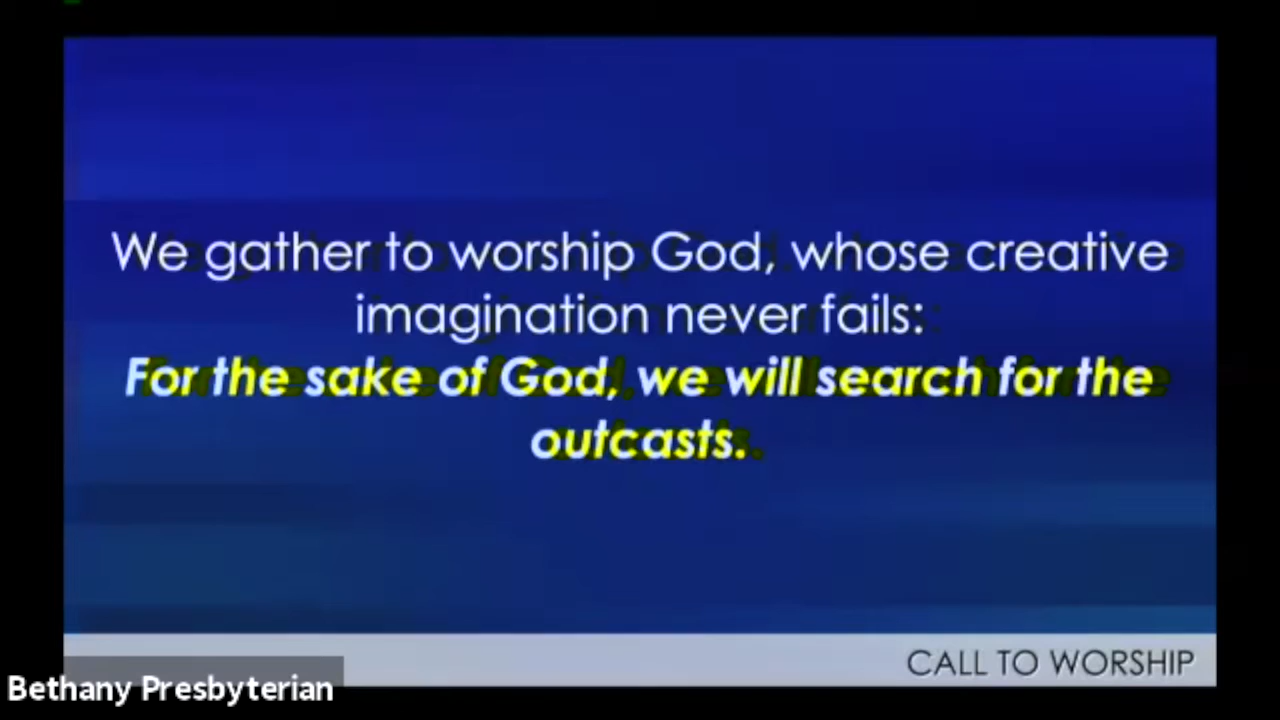 We gather to worship God, whose creative
imagination never fails:
For the sake of God, we will search for the
outcasts.
CALL TO WORSHIP
Bethany Presbyterian